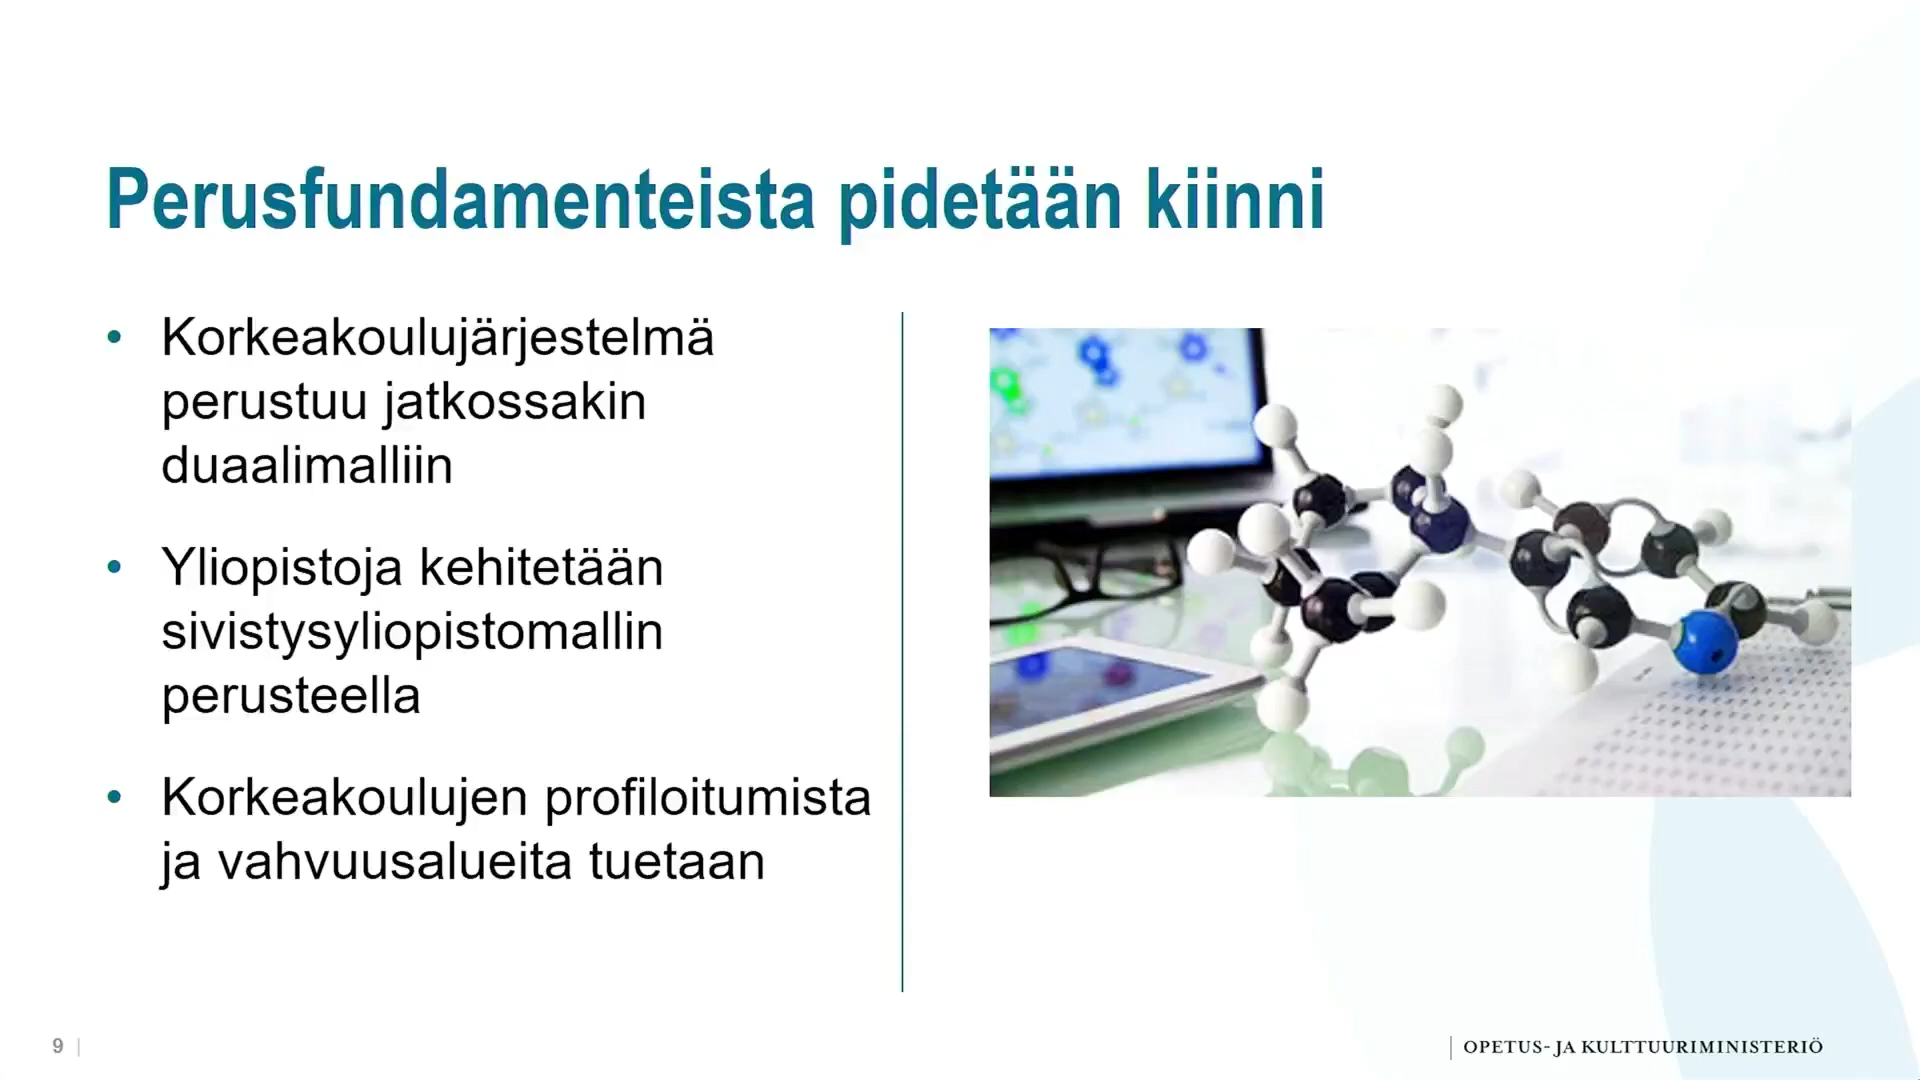 Perusfundamenteista pidetään kiinni
• Korkeakoulujärjestelmä
perustuu jatkossakin
duaalimalliin
• Yliopistoja kehitetään
sivistysyliopistomallin
perusteella
• Korkeakoulujen profiloitumista
ja vahvuusalueita tuetaan
9 |
| OPETUS- JA KULTTUURIMINISTERIÖ